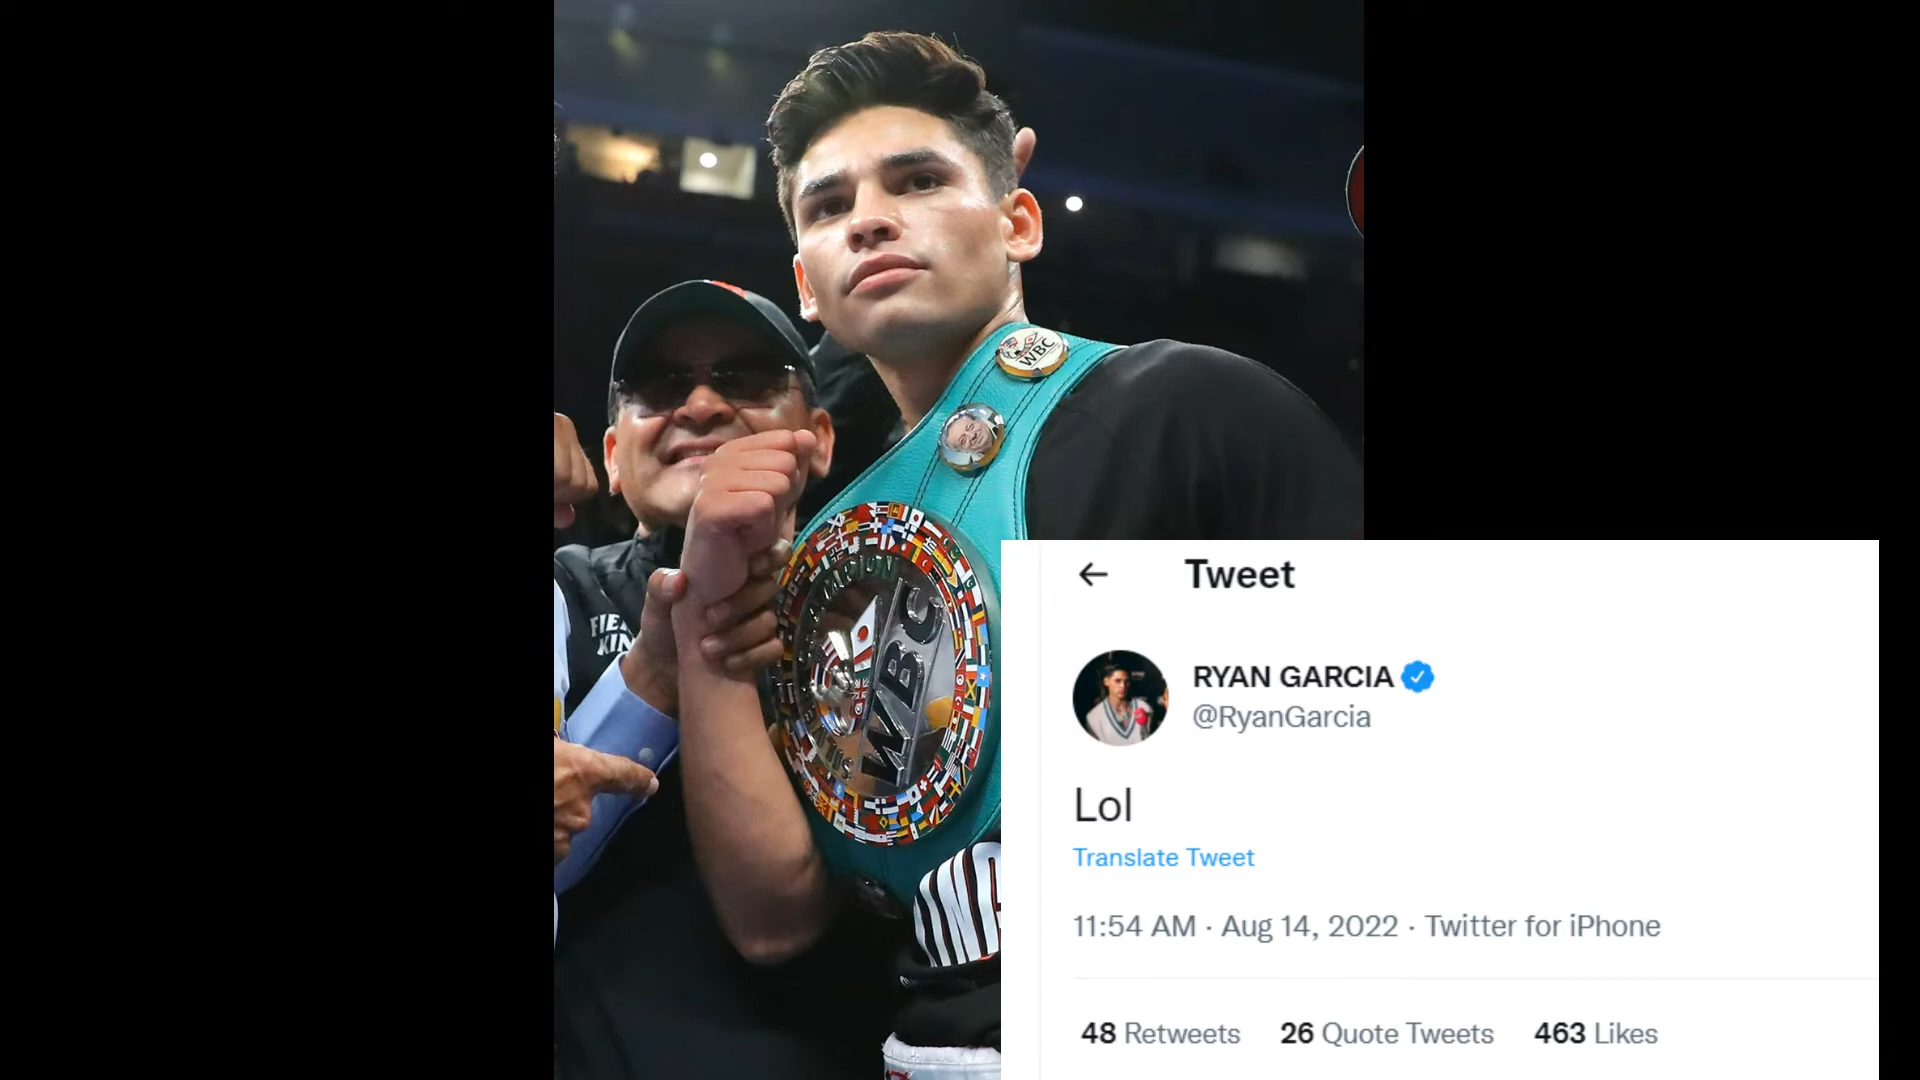 WBC
CHAMPION
WBC
Tweet
RYAN GARCIA
@RyanGarcia
Lol
Translate Tweet
11:54 AM · Aug 14, 2022 · Twitter for iPhone
48 Retweets 26 Quote Tweets 463 Likes